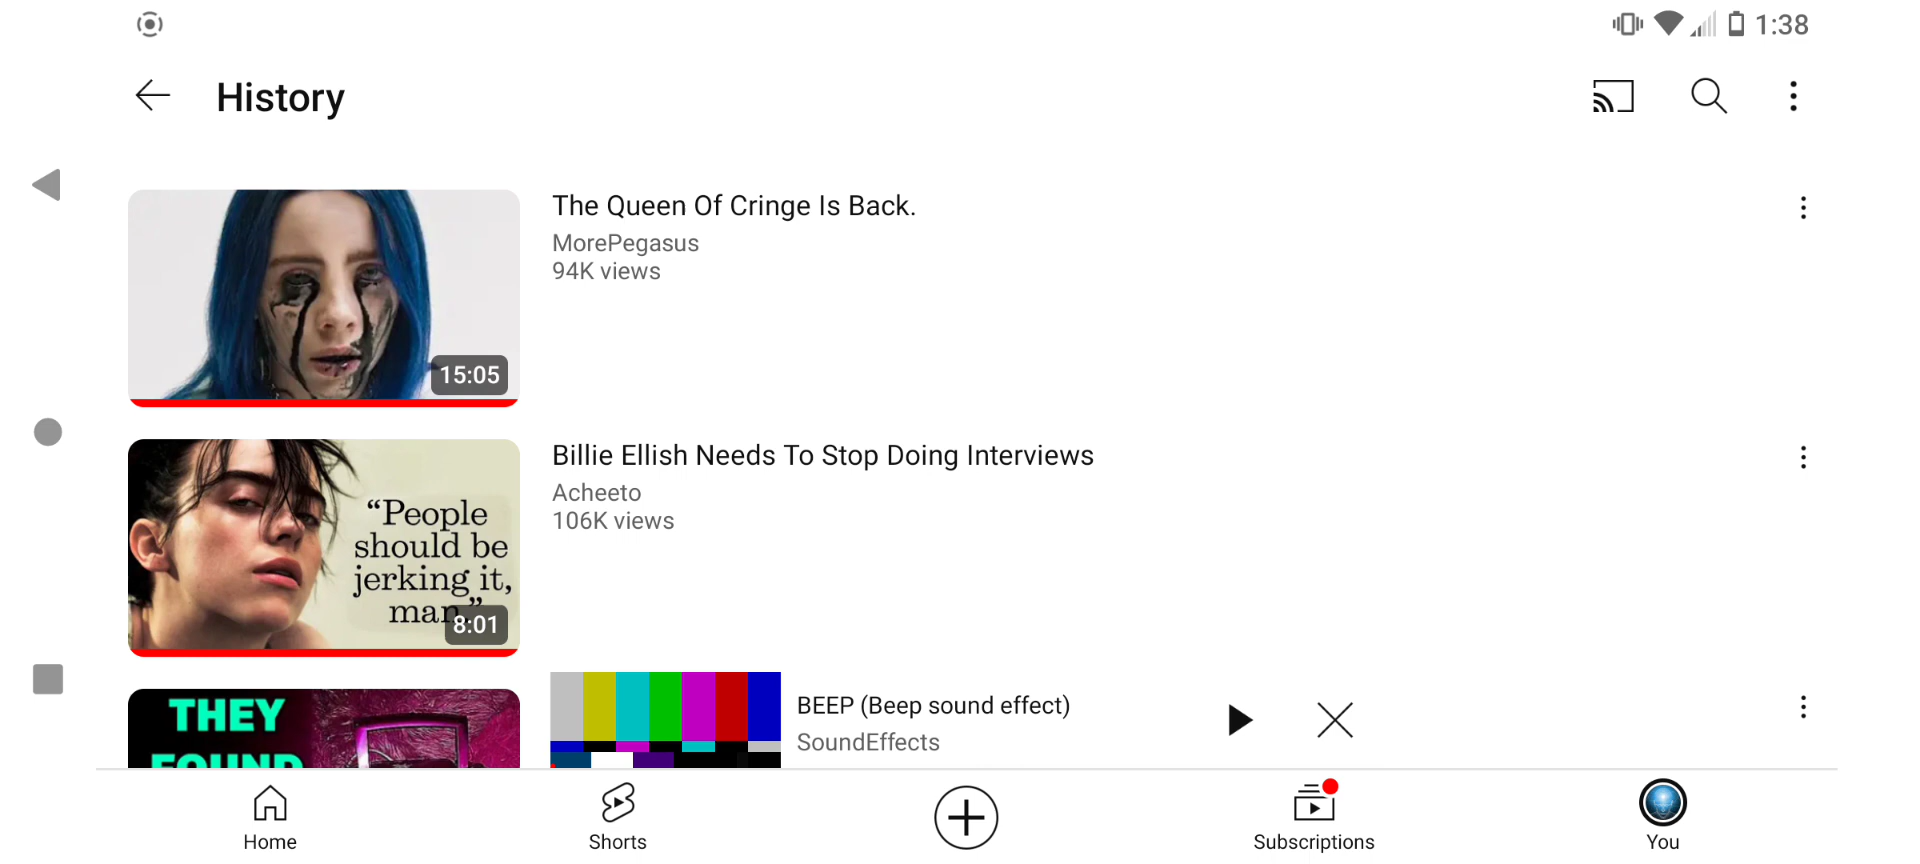 1:38
History
The Queen Of Cringe Is Back.
MorePegasus
94K views
15:05
Billie Ellish Needs To Stop Doing Interviews
Acheeto
106K views
“People
should be
jerking it,
man.”
8:01
THEY
FOUND
BEEP (Beep sound effect)
SoundEffects
Home
Shorts
Subscriptions
You